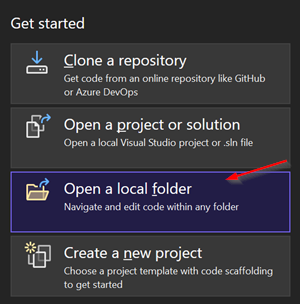 Get started
Clone a repository
Get code from an online repository like GitHub
or Azure DevOps
Open a project or solution
Open a local Visual Studio project or .sln file
Open a local folder
Navigate and edit code within any folder
Create a new project
Choose a project template with code scaffolding
to get started